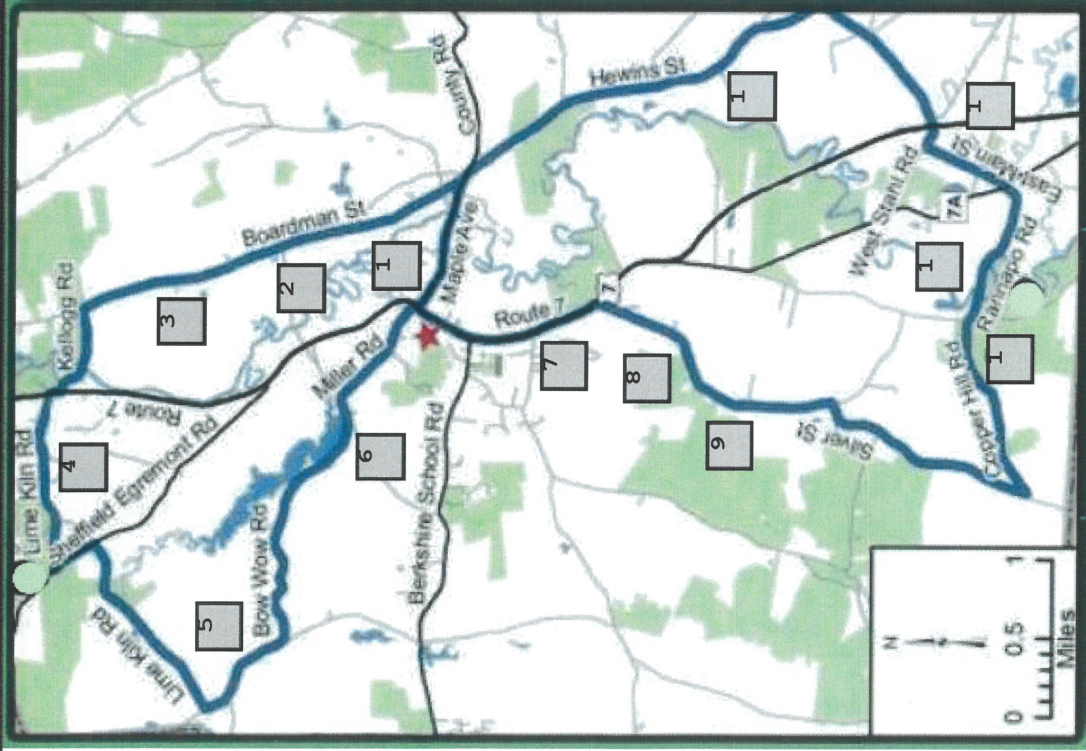 Kellogg Rd
Lime Kiln Rd
Route 7
Sheffield Egremont Rd
Boardman St
County Rd
Hewins St
Maple Ave
Miller Rd
Route 7
7
Lime Kiln Rd
Bow Wow Rd
Berkshire School Rd
Silver St
West Stahl Rd
7A
East Main St
Rannapo Rd
Copper Hill Rd
1
2
3
4
5
6
7
8
9
1
1
1
1
N
0 0.5 1
Miles